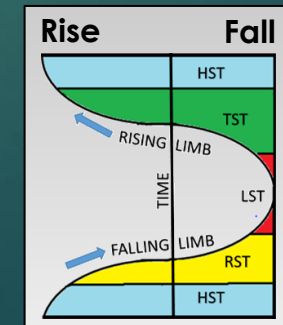 Rise Fall
HST
TST
RISING LIMB
TIME
LST
FALLING LIMB
RST
HST